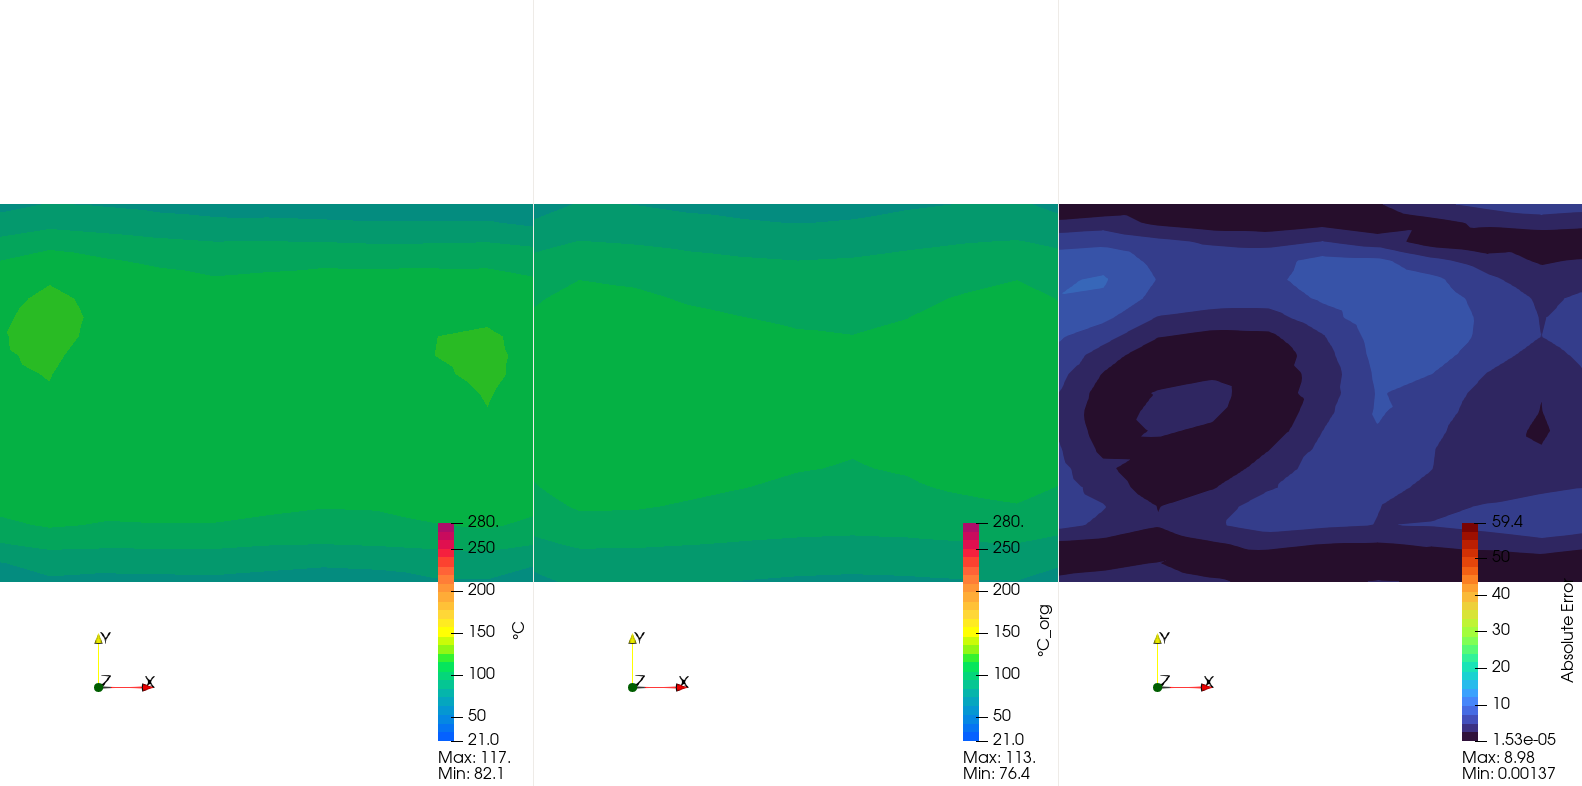 280.
250
200
150
100
50
21.0
°C
Max: 117.
Min: 82.1
Y
Z
X
280.
250
200
150
100
50
21.0
°C_org
Max: 113.
Min: 76.4
Y
Z
X
59.4
50
40
30
20
10
1.53e-05
Absolute Error
Max: 8.98
Min: 0.00137
Y
Z
X